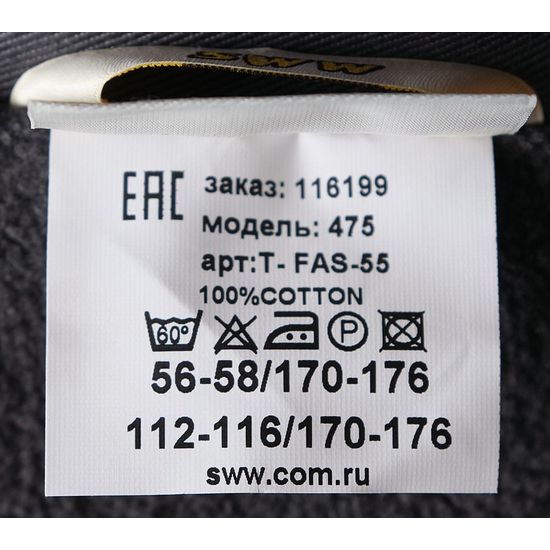 EAC
заказ: 116199
модель: 475
арт:T- FAS-55
100%COTTON
60° P
56-58/170-176
112-116/170-176
sww.com.ru